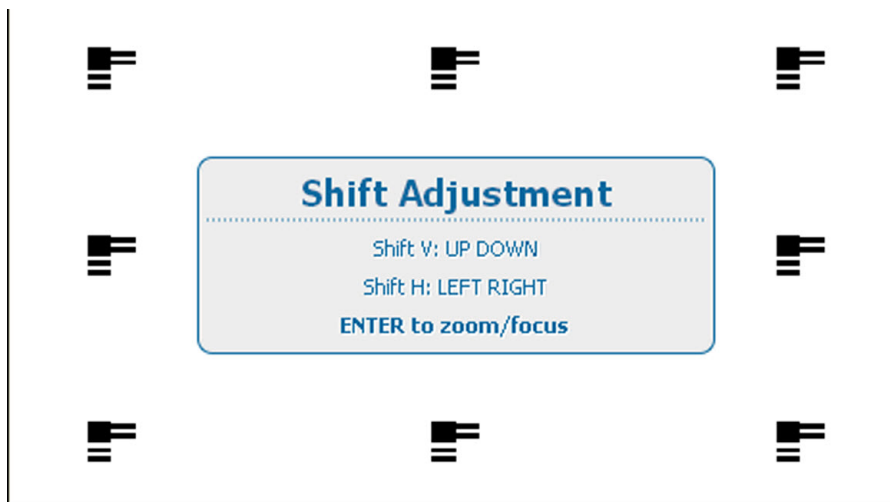 Shift Adjustment
Shift V: UP DOWN
Shift H: LEFT RIGHT
ENTER to zoom/focus